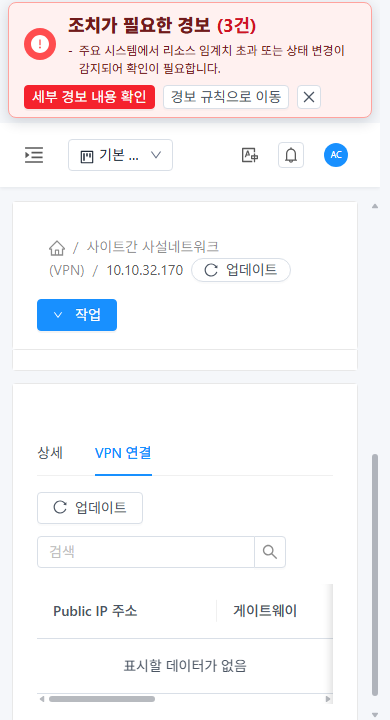 조치가 필요한 경보 (3건)
- 주요 시스템에서 리소스 임계치 초과 또는 상태 변경이
감지되어 확인이 필요합니다.
세부 경보 내용 확인
경보 규칙으로 이동
기본 ...
AC
/ 사이트간 사설네트워크
(VPN) / 10.10.32.170
업데이트
작업
상세
VPN 연결
업데이트
검색
Public IP 주소
게이트웨이
표시할 데이터가 없음